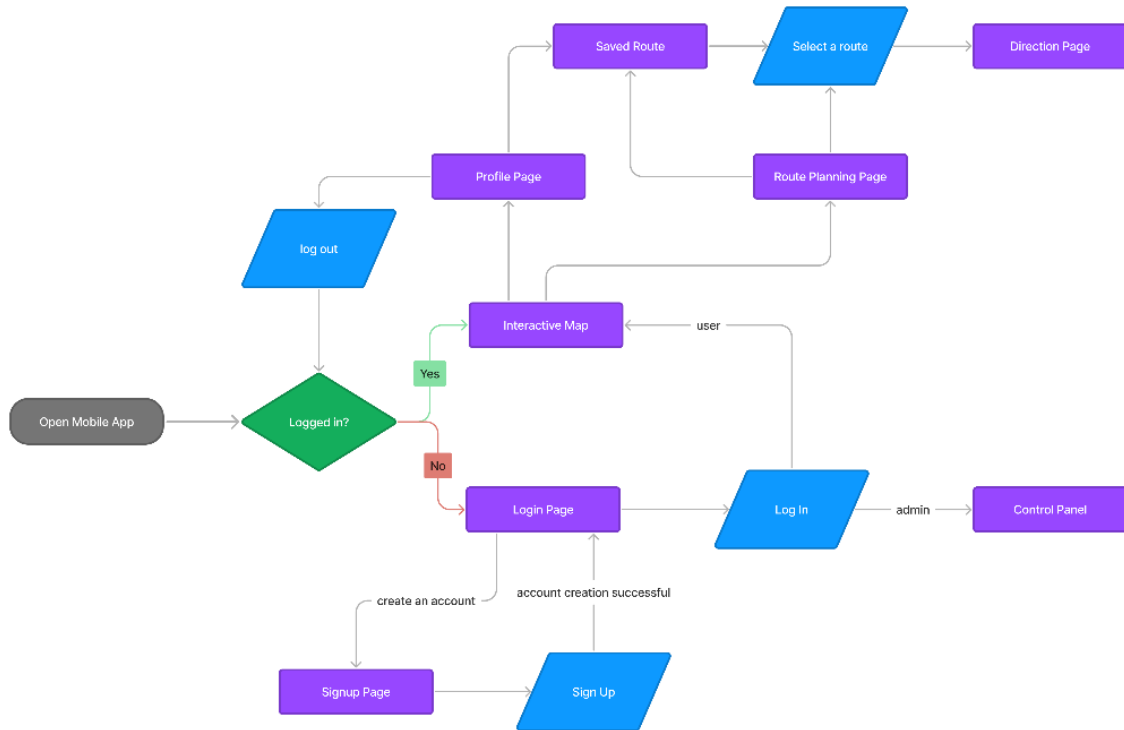 Saved Route
Select a route
Direction Page
Profile Page
Route Planning Page
log out
Interactive Map
user
Yes
Open Mobile App
Logged in?
No
Login Page
Log In
admin
Control Panel
create an account
account creation successful
Signup Page
Sign Up